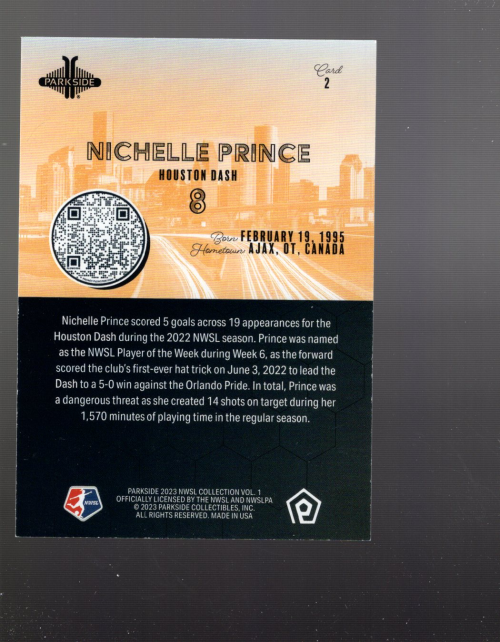 PARKSIDE
®
Card
2
NICHELLE PRINCE
HOUSTON DASH
8
Born: FEBRUARY 19, 1995
Hometown: AJAX, OT, CANADA
Nichelle Prince scored 5 goals across 19 appearances for the
Houston Dash during the 2022 NWSL season. Prince was named
as the NWSL Player of the Week during Week 6, as the forward
scored the club's first-ever hat trick on June 3, 2022 to lead the
Dash to a 5-0 win against the Orlando Pride. In total, Prince was
a dangerous threat as she created 14 shots on target during her
1,570 minutes of playing time in the regular season.
NWSL
PARKSIDE 2023 NWSL COLLECTION VOL. 1
OFFICIALLY LICENSED BY THE NWSL AND NWSLPA
© 2023 PARKSIDE COLLECTIBLES, INC.
ALL RIGHTS RESERVED. MADE IN USA